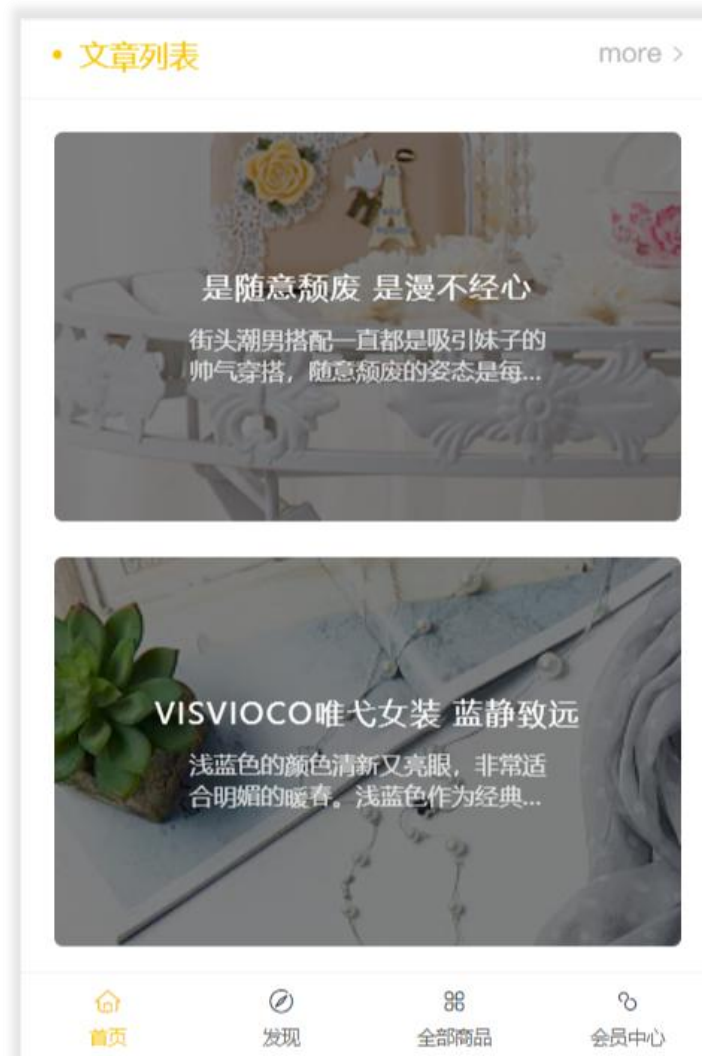 文章列表 more >
是随意颓废 是漫不经心
街头潮男搭配一直都是吸引妹子的
帅气穿搭，随意颓废的姿态是每...
VISVIOCO唯弋女装 蓝静致远
浅蓝色的颜色清新又亮眼，非常适
合明媚的暖春。浅蓝色作为经典...
首页 发现 全部商品 会员中心